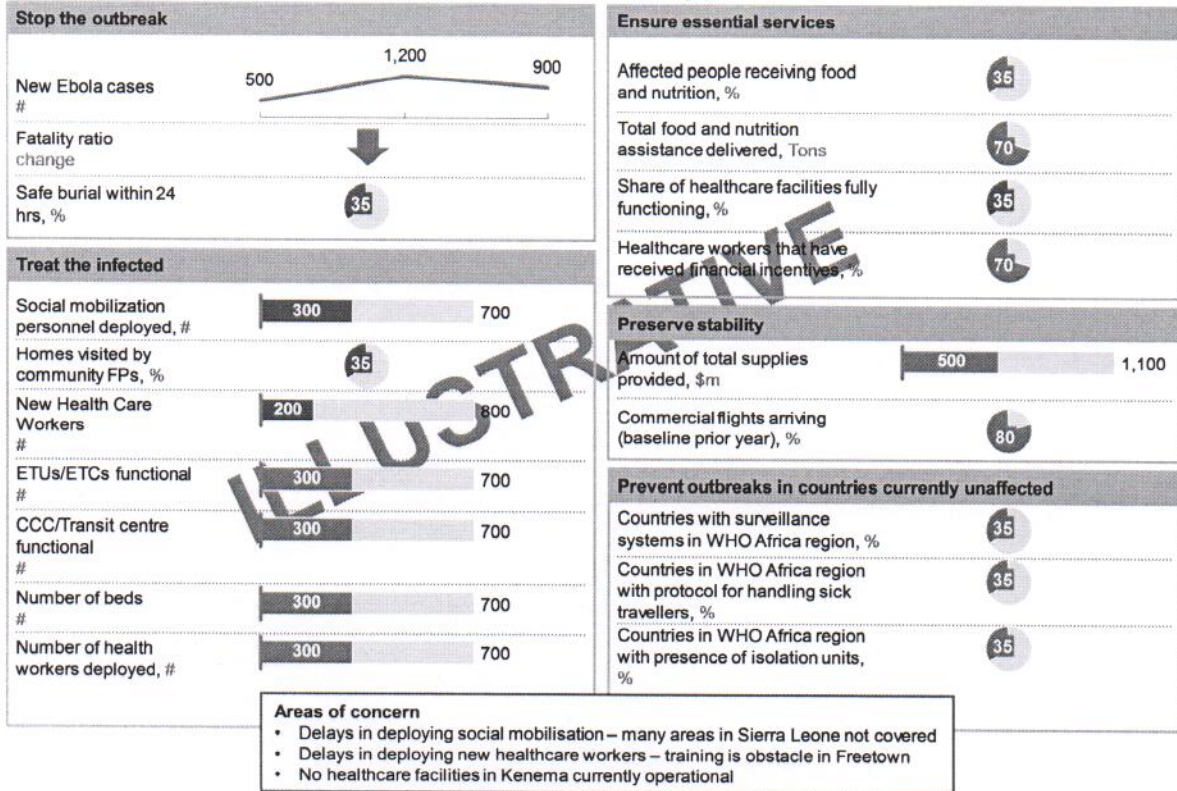 Stop the outbreak
New Ebola cases
#
500
1,200
900
Fatality ratio
change
Safe burial within 24
hrs, %
35
Treat the infected
Social mobilization
personnel deployed, #
300
700
Homes visited by
community FPs, %
35
New Health Care
Workers
#
200
800
ETUs/ETCs functional
#
300
700
CCC/Transit centre
functional
#
300
700
Number of beds
#
300
700
Number of health
workers deployed, #
300
700
Ensure essential services
Affected people receiving food
and nutrition, %
35
Total food and nutrition
assistance delivered, Tons
70
Share of healthcare facilities fully
functioning, %
35
Healthcare workers that have
received financial incentives, %
70
Preserve stability
Amount of total supplies
provided, $m
500
1,100
Commercial flights arriving
(baseline prior year), %
80
Prevent outbreaks in countries currently unaffected
Countries with surveillance
systems in WHO Africa region, %
35
Countries in WHO Africa region
with protocol for handling sick
travellers, %
35
Countries in WHO Africa region
with presence of isolation units,
%
35
ILLUSTRATIVE
Areas of concern
• Delays in deploying social mobilisation – many areas in Sierra Leone not covered
• Delays in deploying new healthcare workers – training is obstacle in Freetown
• No healthcare facilities in Kenema currently operational